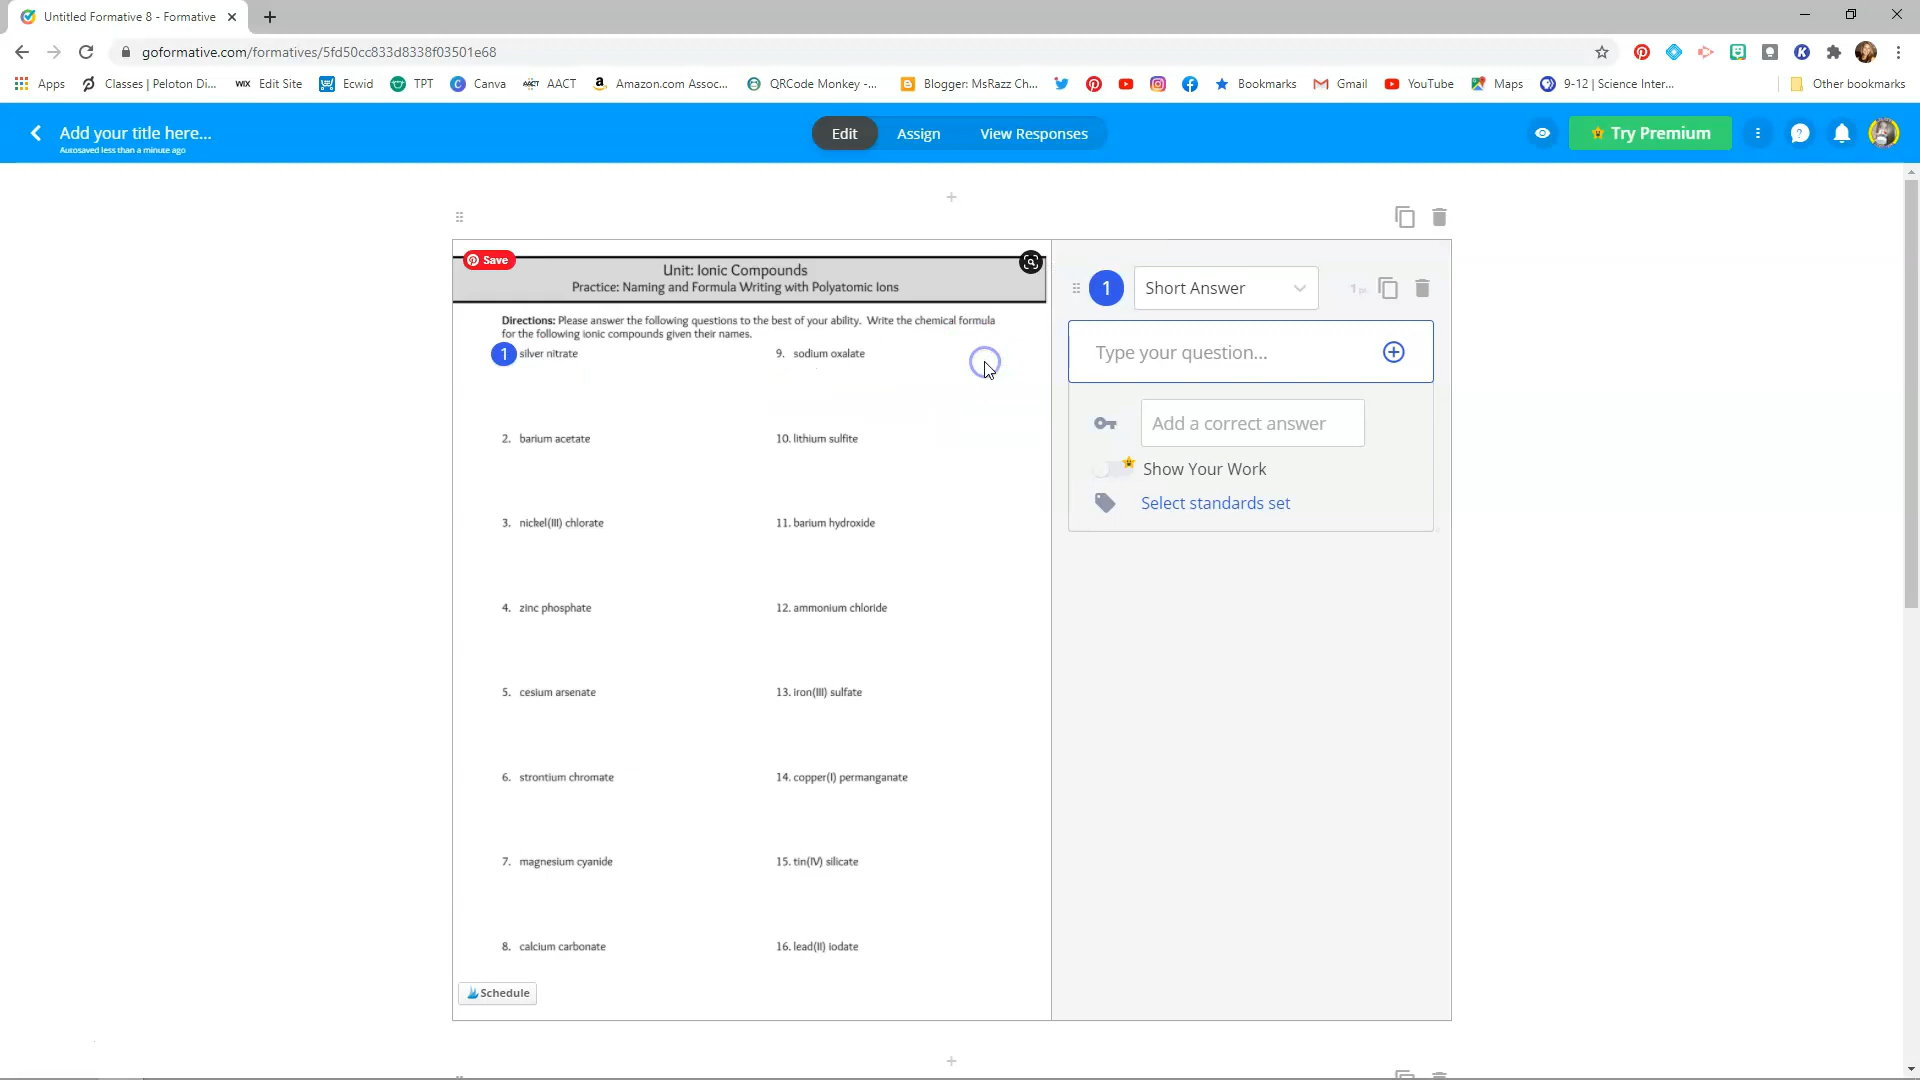 Untitled Formative 8 - Formative
goformative.com/formatives/5fd50cc833d8338f03501e68
Apps Classes | Peloton Di... WIX Edit Site Ecwid TPT Canva AACT AACT Amazon.com Assoc... QRCode Monkey -... Blogger: MsRazz Ch... Bookmarks Gmail YouTube Maps 9-12 | Science Inter... Other bookmarks
Add your title here...
Autosaved less than a minute ago
Edit Assign View Responses
Try Premium
Save
Unit: Ionic Compounds
Practice: Naming and Formula Writing with Polyatomic Ions
Directions: Please answer the following questions to the best of your ability. Write the chemical formula
for the following ionic compounds given their names.
1 silver nitrate
2. barium acetate
3. nickel(III) chlorate
4. zinc phosphate
5. cesium arsenate
6. strontium chromate
7. magnesium cyanide
8. calcium carbonate
9. sodium oxalate
10. lithium sulfite
11. barium hydroxide
12. ammonium chloride
13. iron(III) sulfate
14. copper(I) permanganate
15. tin(IV) silicate
16. lead(II) iodate
Schedule
1 Short Answer
Type your question...
Add a correct answer
Show Your Work
Select standards set